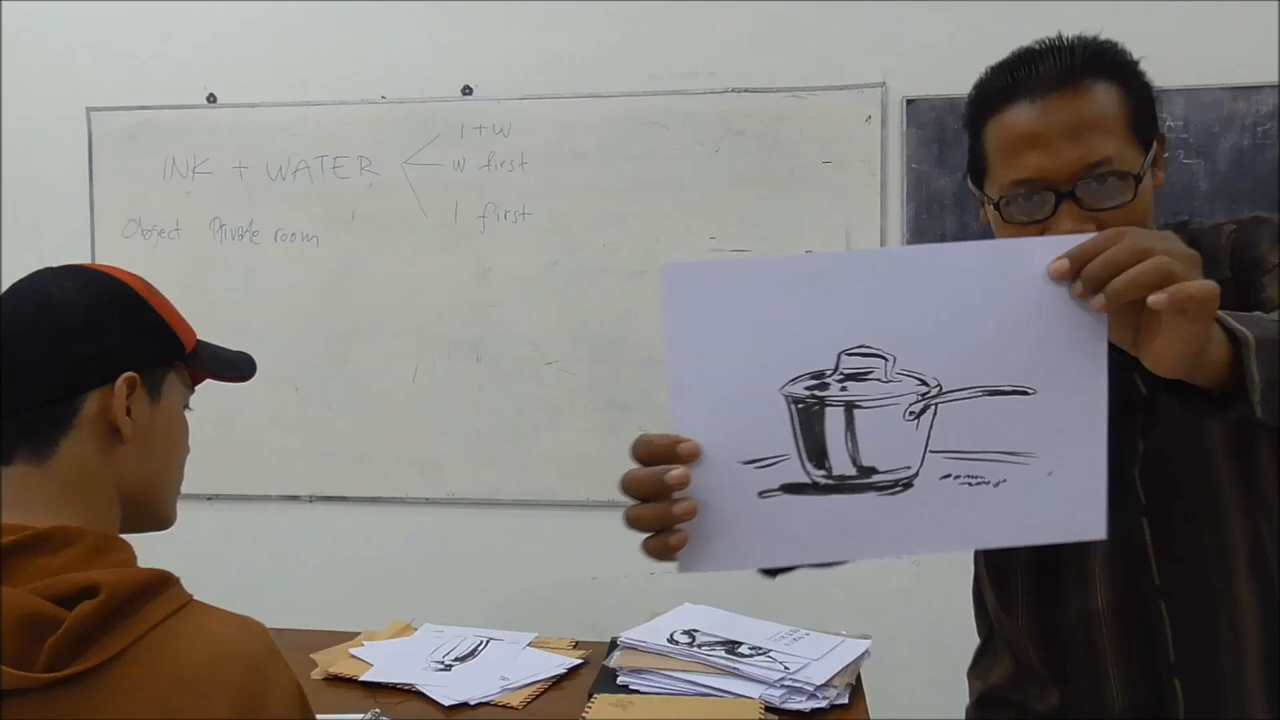 INK + WATER
I + W
W first
I first
Object Private room